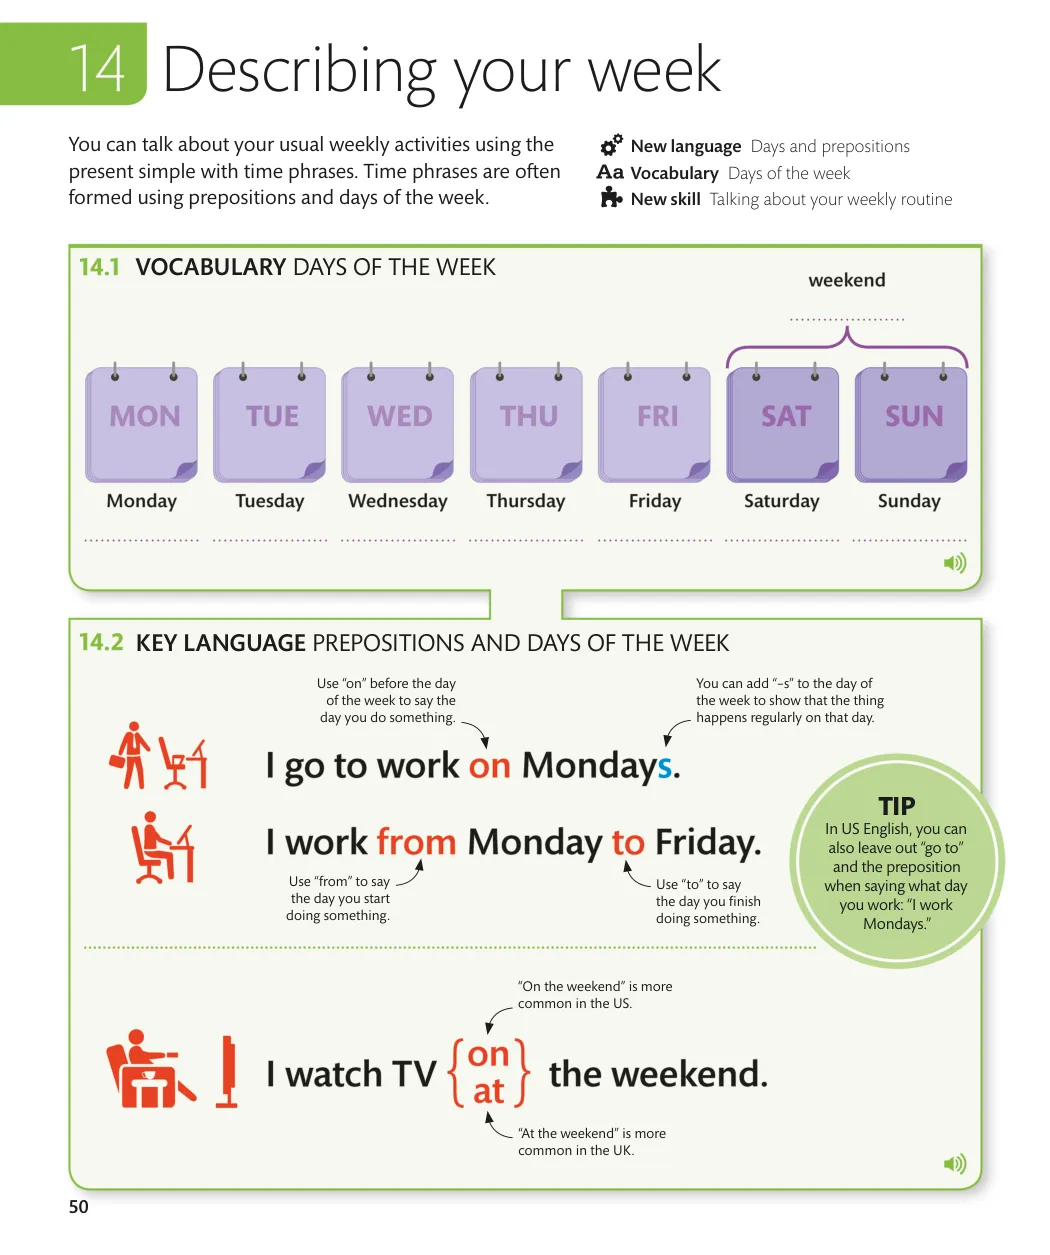 14 Describing your week
You can talk about your usual weekly activities using the
present simple with time phrases. Time phrases are often
formed using prepositions and days of the week.
New language Days and prepositions
Aa Vocabulary Days of the week
New skill Talking about your weekly routine
14.1 VOCABULARY DAYS OF THE WEEK
weekend
MON TUE WED THU FRI SAT SUN
Monday Tuesday Wednesday Thursday Friday Saturday Sunday
14.2 KEY LANGUAGE PREPOSITIONS AND DAYS OF THE WEEK
Use “on” before the day
of the week to say the
day you do something.
You can add “–s” to the day of
the week to show that the thing
happens regularly on that day.
I go to work on Mondays.
I work from Monday to Friday.
Use “from” to say
the day you start
doing something.
Use “to” to say
the day you finish
doing something.
TIP
In US English, you can
also leave out “go to”
and the preposition
when saying what day
you work: “I work
Mondays.”
“On the weekend” is more
common in the US.
I watch TV {on at} the weekend.
“At the weekend” is more
common in the UK.
50